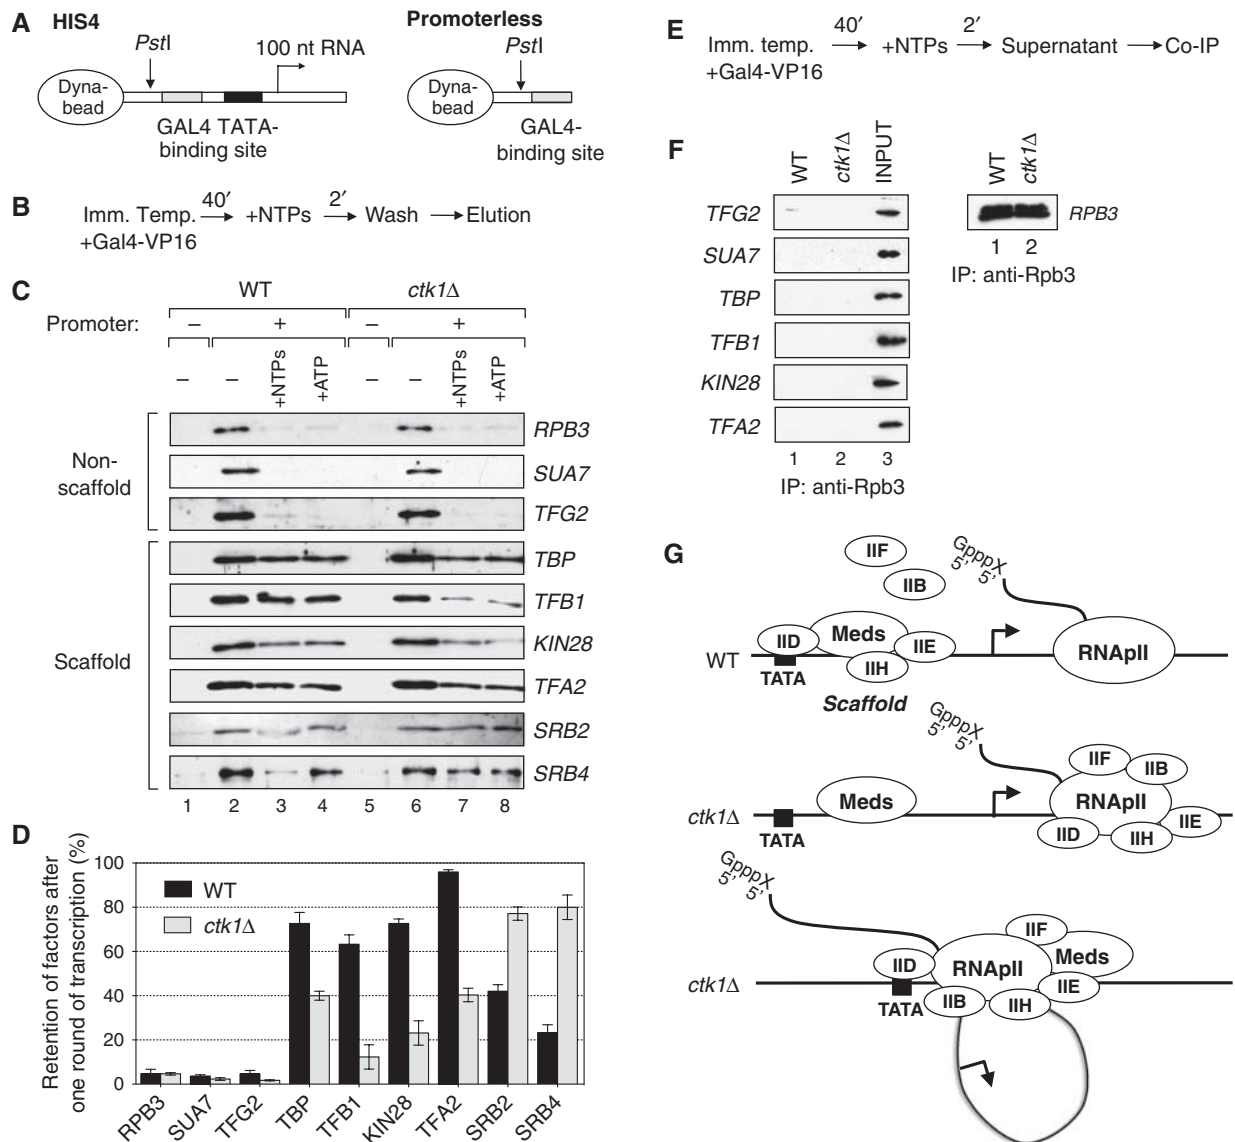 A
HIS4
PstI
100 nt RNA
Dyna-
bead
GAL4 TATA-
binding site
Promoterless
PstI
Dyna-
bead
GAL4-
binding site
B
Imm. Temp.
+Gal4-VP16
40′
+NTPs
2′
Wash
Elution
C
WT
ctk1Δ
Promoter:
– + – +
– – +NTPs +ATP – – +NTPs +ATP
Non-
scaffold
RPB3
SUA7
TFG2
Scaffold
TBP
TFB1
KIN28
TFA2
SRB2
SRB4
1 2 3 4 5 6 7 8
D
Retention of factors after
one round of transcription (%)
100
80
60
40
20
0
WT
ctk1Δ
RPB3 SUA7 TFG2 TBP TFB1 KIN28 TFA2 SRB2 SRB4
E
Imm. temp.
+Gal4-VP16
40′
+NTPs
2′
Supernatant
Co-IP
F
WT ctk1Δ INPUT
TFG2
SUA7
TBP
TFB1
KIN28
TFA2
1 2 3
IP: anti-Rpb3
WT ctk1Δ
RPB3
1 2
IP: anti-Rpb3
G
WT
IIF
IIB
GpppX
5′ 5′
IID
Meds
IIE
IIH
RNApII
TATA
Scaffold
ctk1Δ
GpppX
5′ 5′
TATA
Meds
IIF
IIB
RNApII
IID
IIH
IIE
ctk1Δ
GpppX
5′ 5′
IID
TATA
RNApII
IIF
Meds
IIE
IIB
IIH